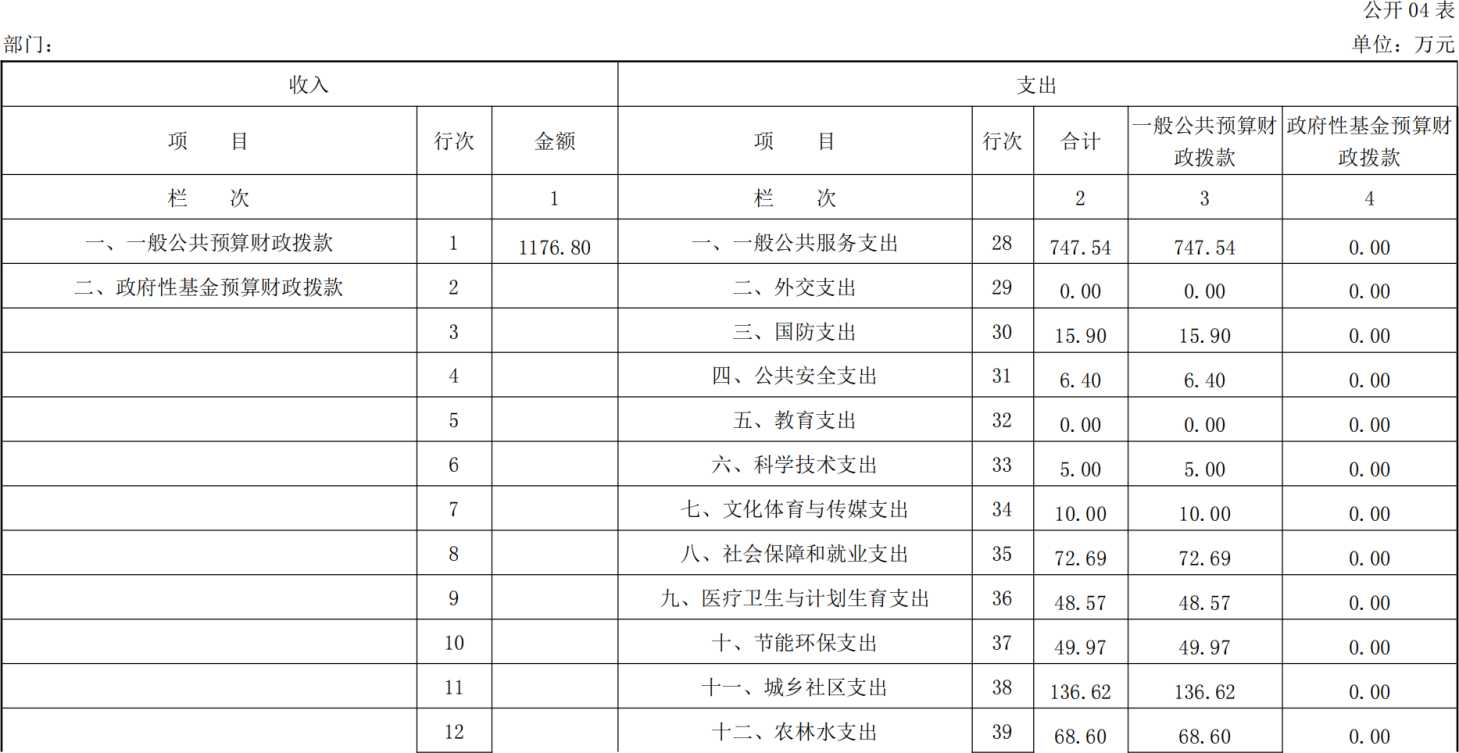 公开 04 表
部门： 单位：万元
收入 支出
项 目 行次 金额 项 目 行次 合计 一般公共预算财政拨款 政府性基金预算财政拨款
栏 次 1 栏 次 2 3 4
一、一般公共预算财政拨款 1 1176.80 一、一般公共服务支出 28 747.54 747.54 0.00
二、政府性基金预算财政拨款 2 二、外交支出 29 0.00 0.00 0.00
3 三、国防支出 30 15.90 15.90 0.00
4 四、公共安全支出 31 6.40 6.40 0.00
5 五、教育支出 32 0.00 0.00 0.00
6 六、科学技术支出 33 5.00 5.00 0.00
7 七、文化体育与传媒支出 34 10.00 10.00 0.00
8 八、社会保障和就业支出 35 72.69 72.69 0.00
9 九、医疗卫生与计划生育支出 36 48.57 48.57 0.00
10 十、节能环保支出 37 49.97 49.97 0.00
11 十一、城乡社区支出 38 136.62 136.62 0.00
12 十二、农林水支出 39 68.60 68.60 0.00